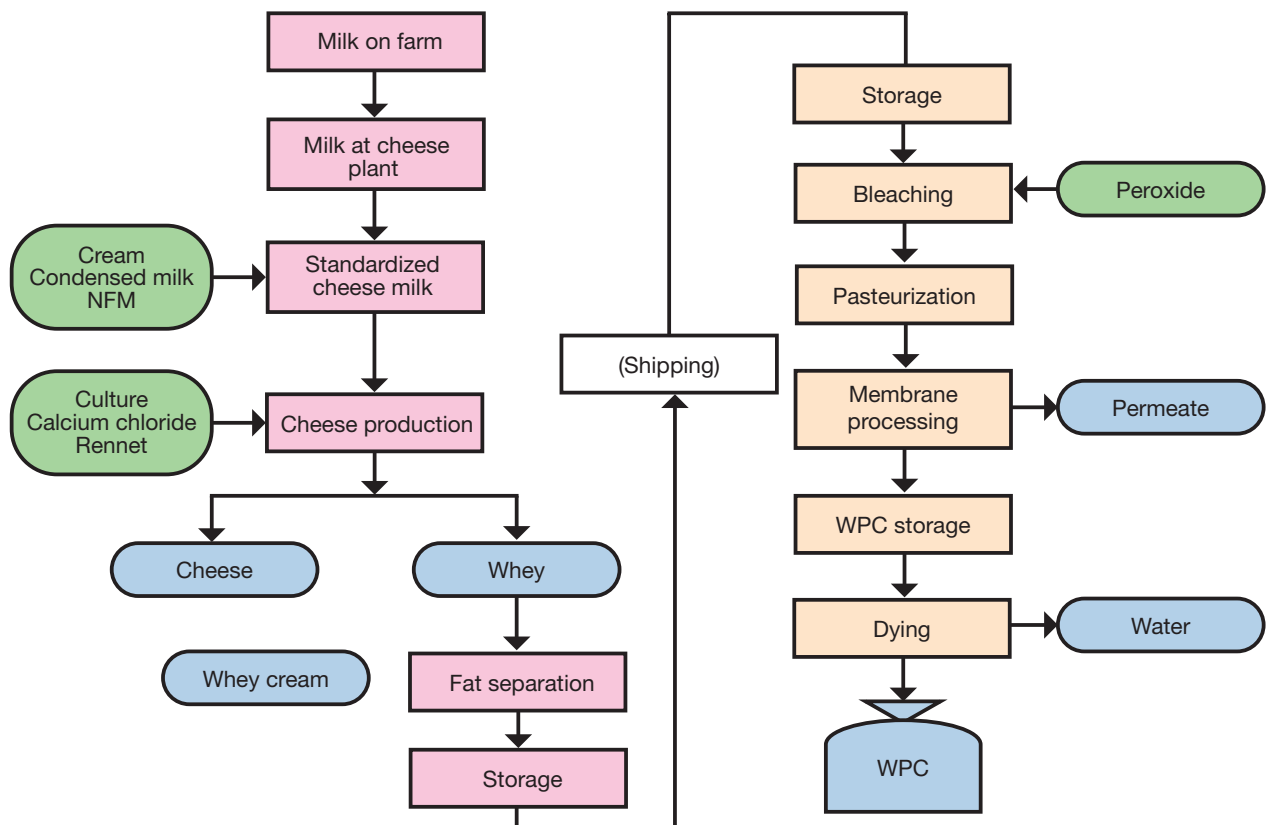 Milk on farm
Milk at cheese
plant
Cream
Condensed milk
NFM
Standardized
cheese milk
Culture
Calcium chloride
Rennet
Cheese production
Cheese
Whey
Whey cream
Fat separation
Storage
(Shipping)
Storage
Bleaching
Peroxide
Pasteurization
Membrane
processing
Permeate
WPC storage
Dying
Water
WPC